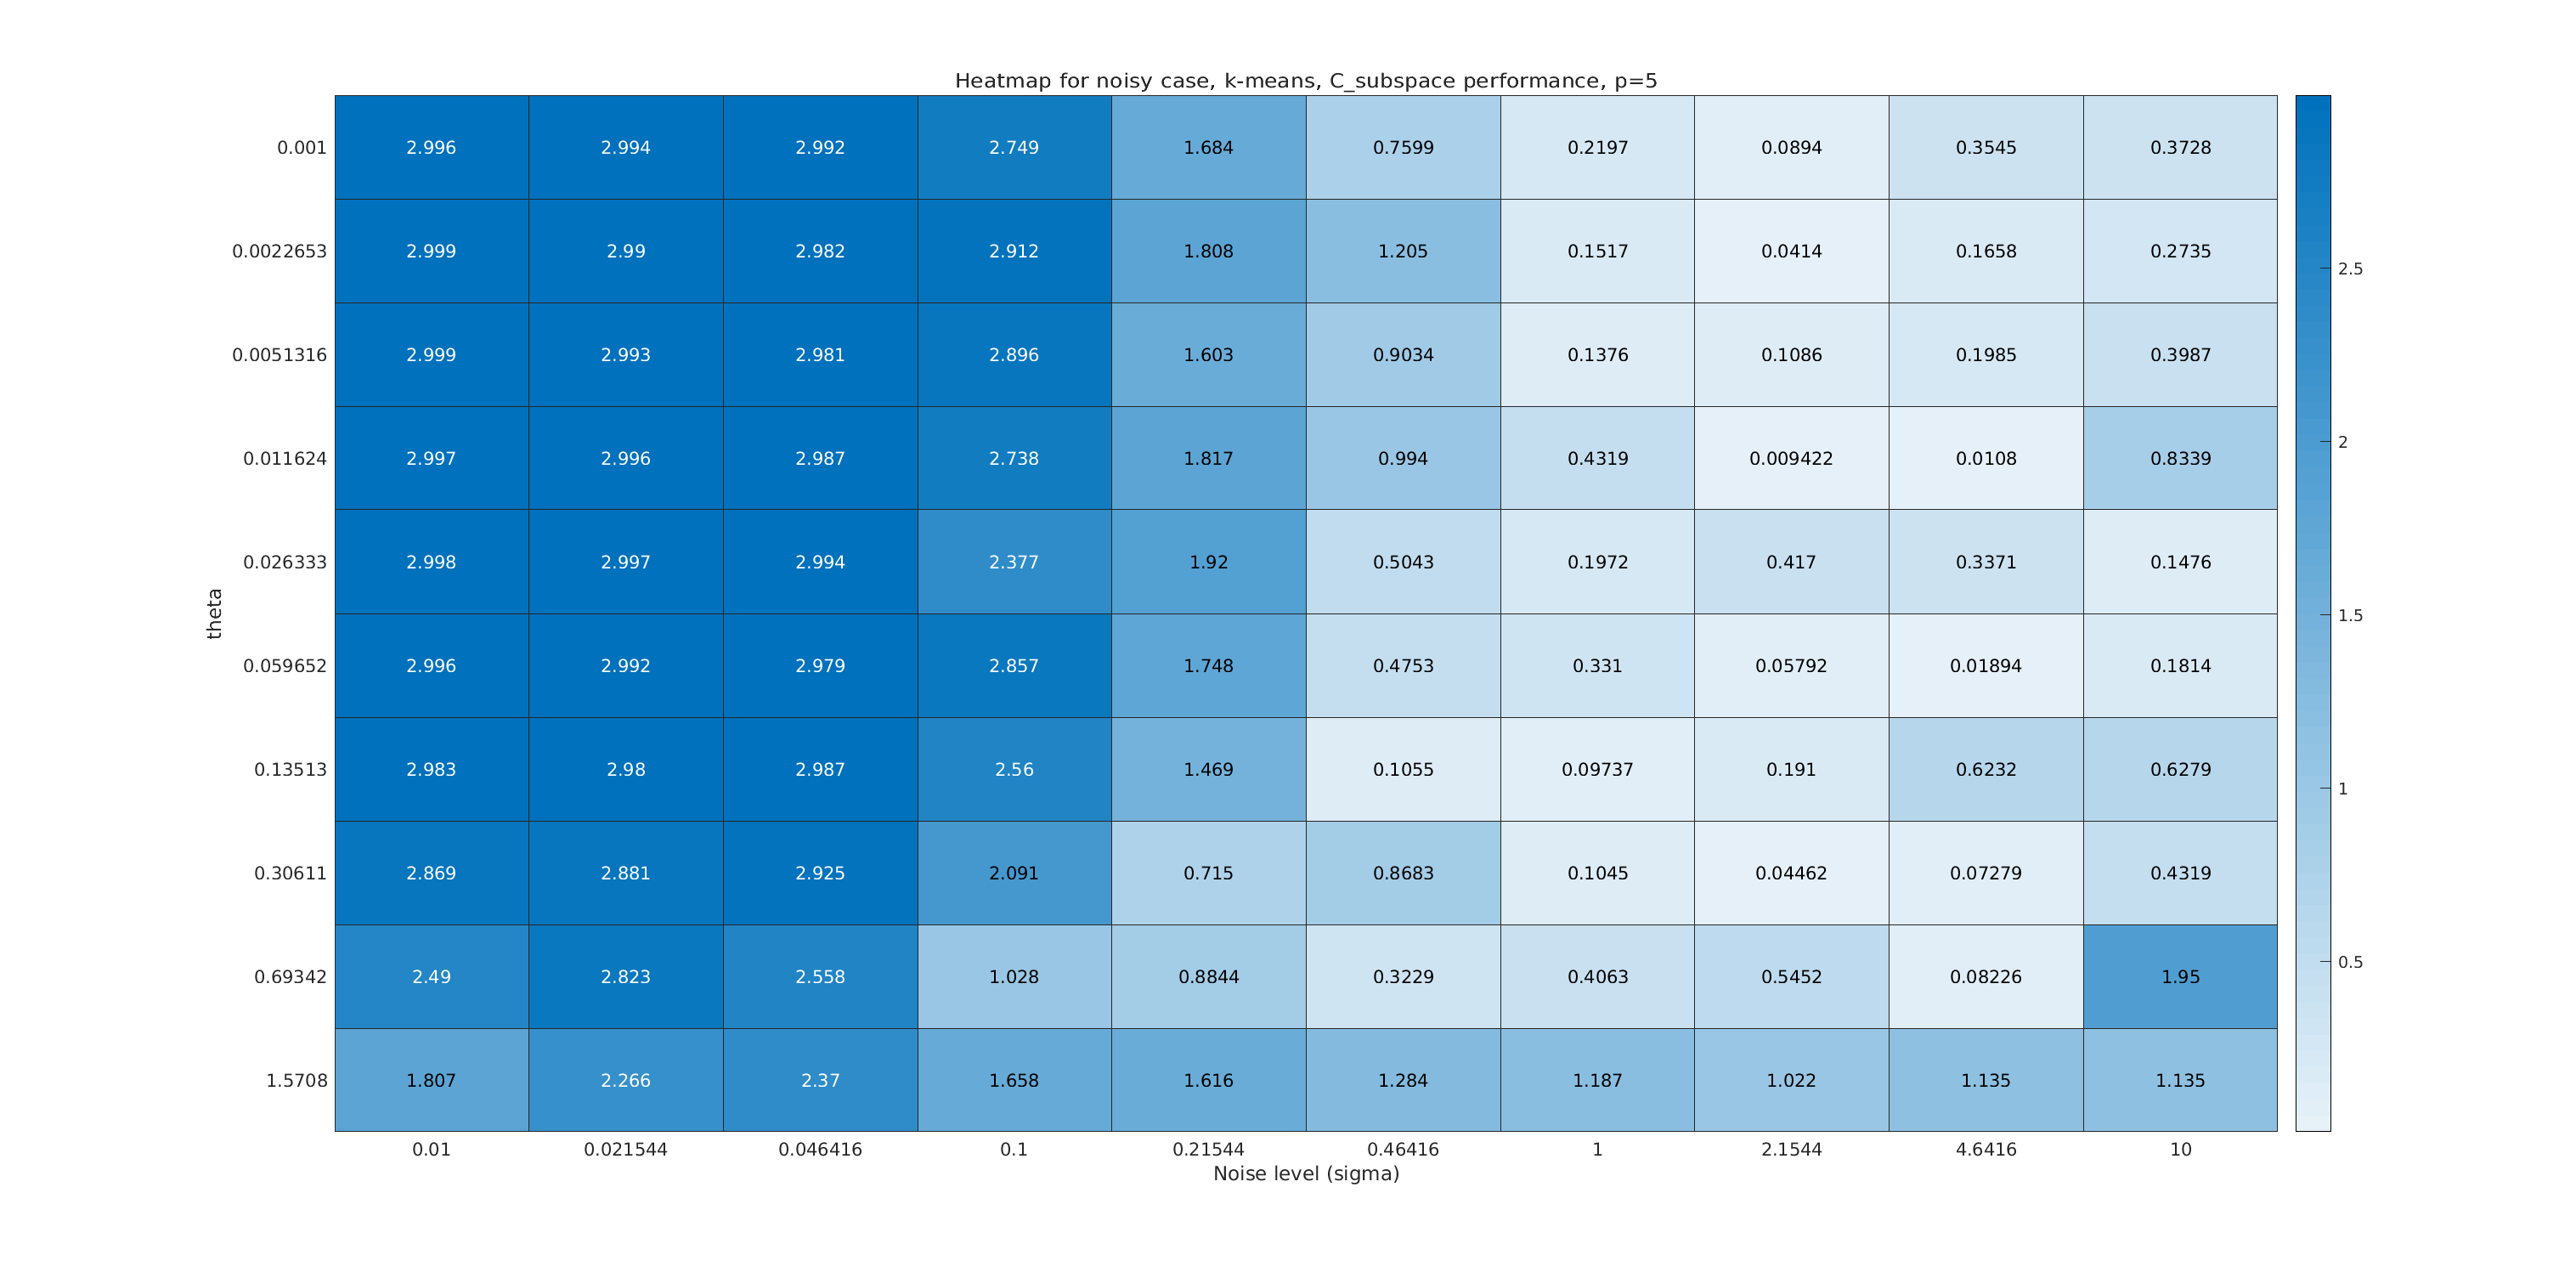 Heatmap for noisy case, k-means, C_subspace performance, p=5
0.001 2.996 2.994 2.992 2.749 1.684 0.7599 0.2197 0.0894 0.3545 0.3728
0.0022653 2.999 2.99 2.982 2.912 1.808 1.205 0.1517 0.0414 0.1658 0.2735
2.5
0.0051316 2.999 2.993 2.981 2.896 1.603 0.9034 0.1376 0.1086 0.1985 0.3987
2
0.011624 2.997 2.996 2.987 2.738 1.817 0.994 0.4319 0.009422 0.0108 0.8339
0.026333 2.998 2.997 2.994 2.377 1.92 0.5043 0.1972 0.417 0.3371 0.1476
theta
1.5
0.059652 2.996 2.992 2.979 2.857 1.748 0.4753 0.331 0.05792 0.01894 0.1814
0.13513 2.983 2.98 2.987 2.56 1.469 0.1055 0.09737 0.191 0.6232 0.6279
1
0.30611 2.869 2.881 2.925 2.091 0.715 0.8683 0.1045 0.04462 0.07279 0.4319
0.5
0.69342 2.49 2.823 2.558 1.028 0.8844 0.3229 0.4063 0.5452 0.08226 1.95
1.5708 1.807 2.266 2.37 1.658 1.616 1.284 1.187 1.022 1.135 1.135
0.01 0.021544 0.046416 0.1 0.21544 0.46416 1 2.1544 4.6416 10
Noise level (sigma)